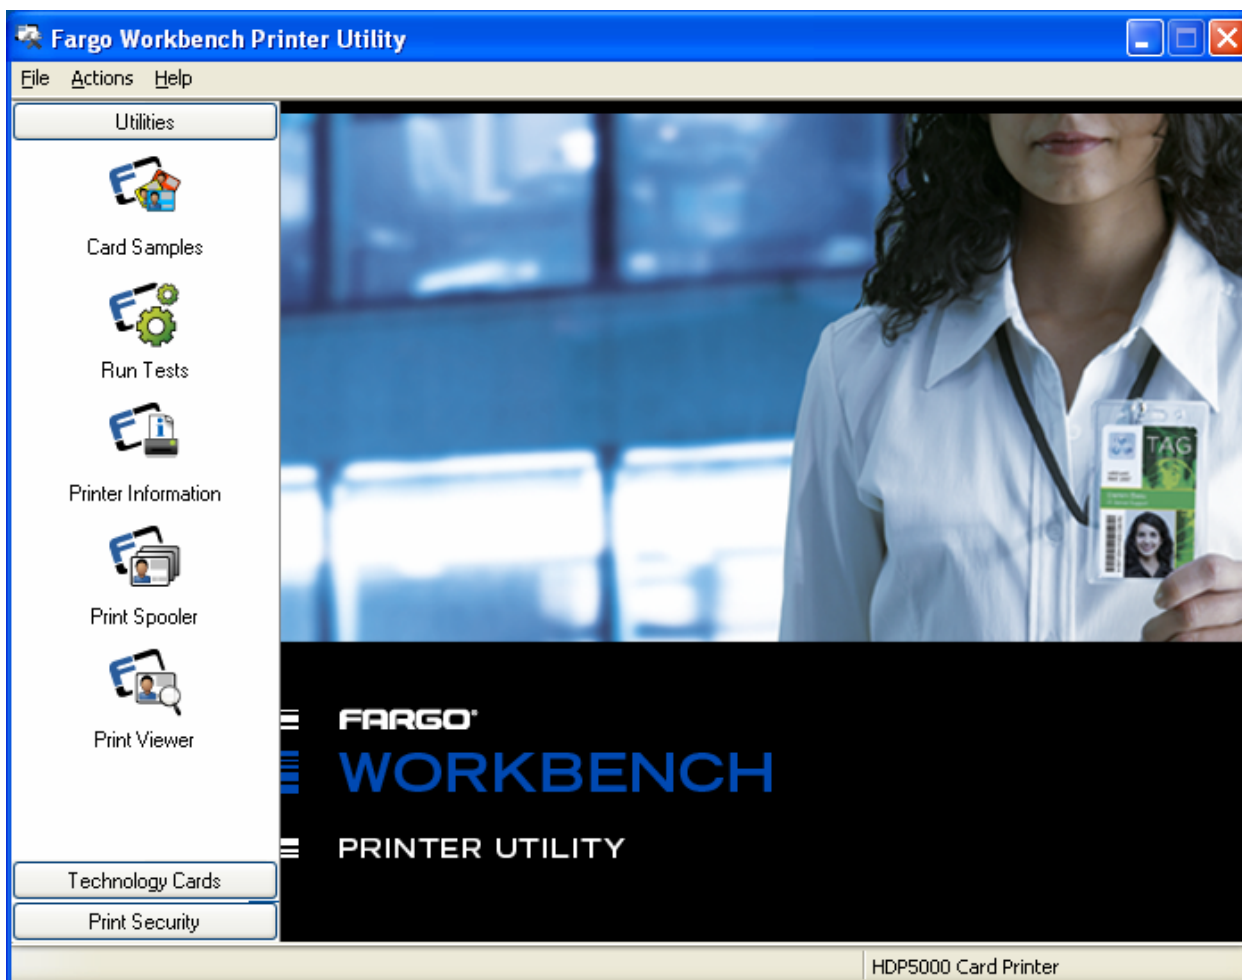 Fargo Workbench Printer Utility
File Actions Help
Utilities
Card Samples
Run Tests
Printer Information
Print Spooler
Print Viewer
Technology Cards
Print Security
TAG
FARGO®
WORKBENCH
PRINTER UTILITY
HDP5000 Card Printer